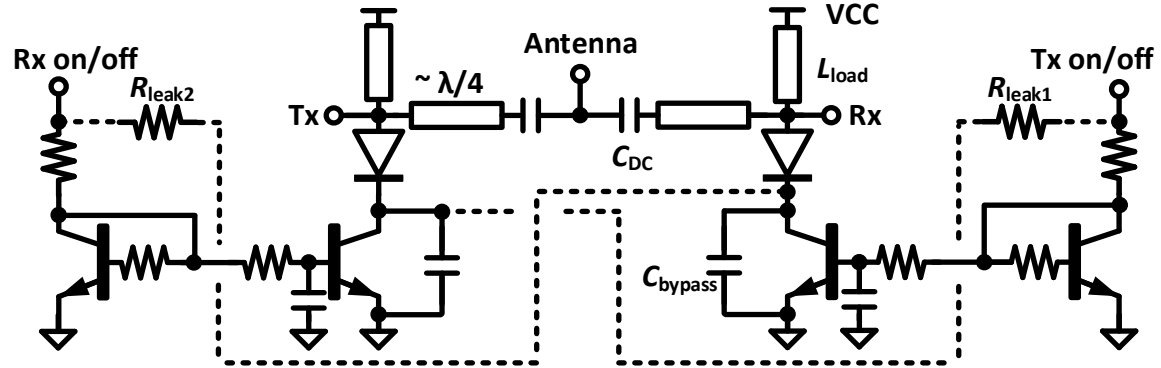 VCC
Antenna
Rx on/off
Tx on/off
Rleak2
~ λ/4
Lload
Rleak1
Tx
Rx
CDC
Cbypass